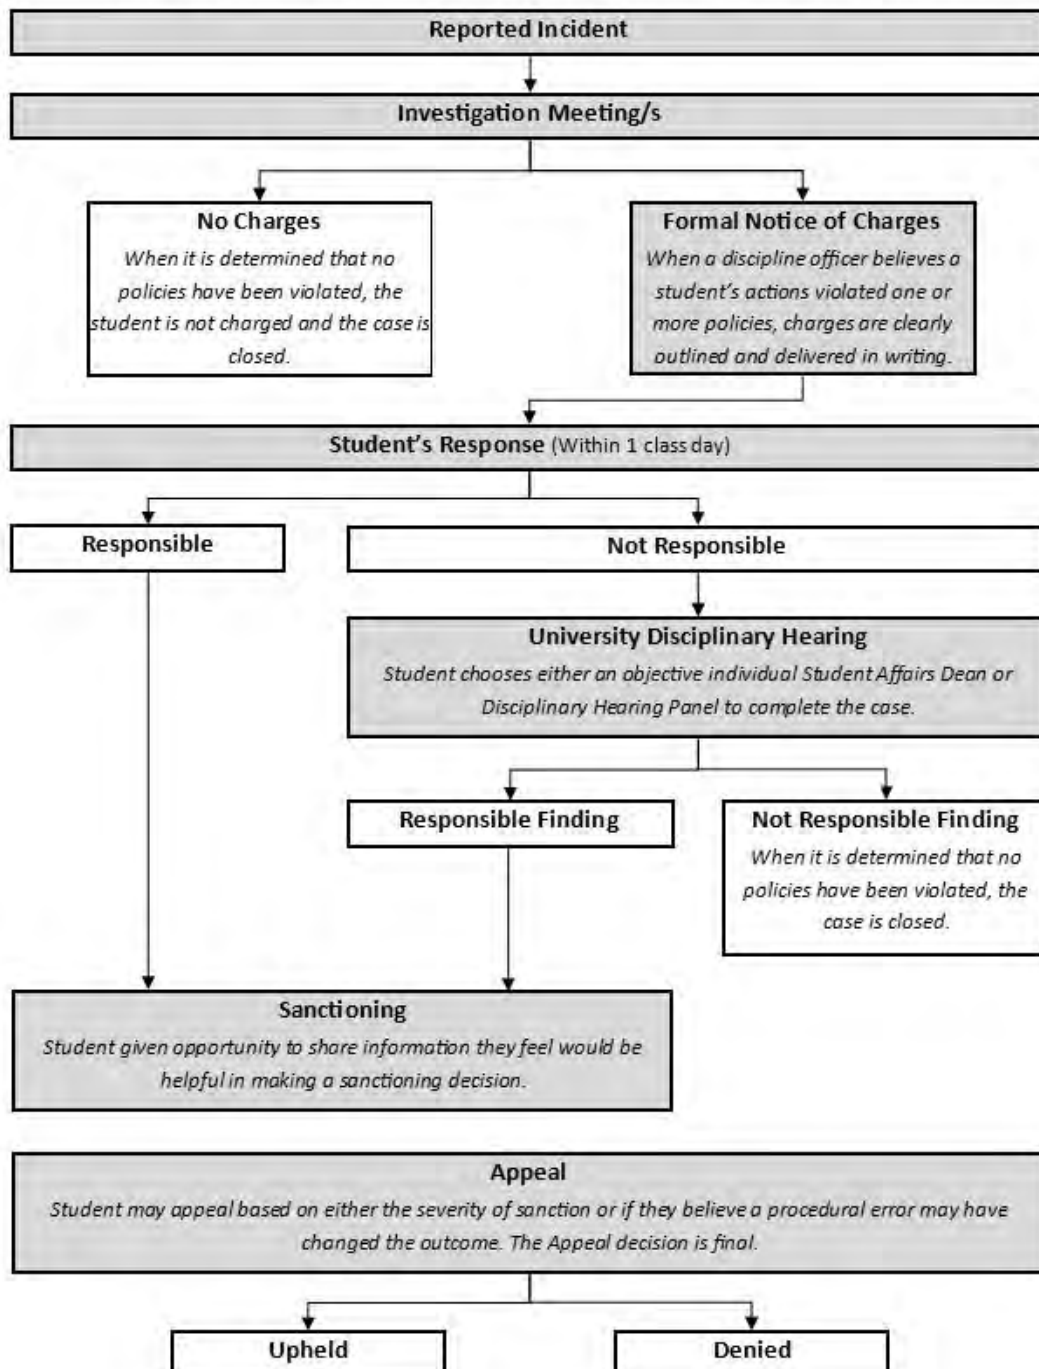 Reported Incident
Investigation Meeting/s
No Charges
When it is determined that no
policies have been violated, the
student is not charged and the case is
closed.
Formal Notice of Charges
When a discipline officer believes a
student's actions violated one or
more policies, charges are clearly
outlined and delivered in writing.
Student's Response (Within 1 class day)
Responsible
Not Responsible
University Disciplinary Hearing
Student chooses either an objective individual Student Affairs Dean or
Disciplinary Hearing Panel to complete the case.
Responsible Finding
Not Responsible Finding
When it is determined that no
policies have been violated, the
case is closed.
Sanctioning
Student given opportunity to share information they feel would be
helpful in making a sanctioning decision.
Appeal
Student may appeal based on either the severity of sanction or if they believe a procedural error may have
changed the outcome. The Appeal decision is final.
Upheld
Denied